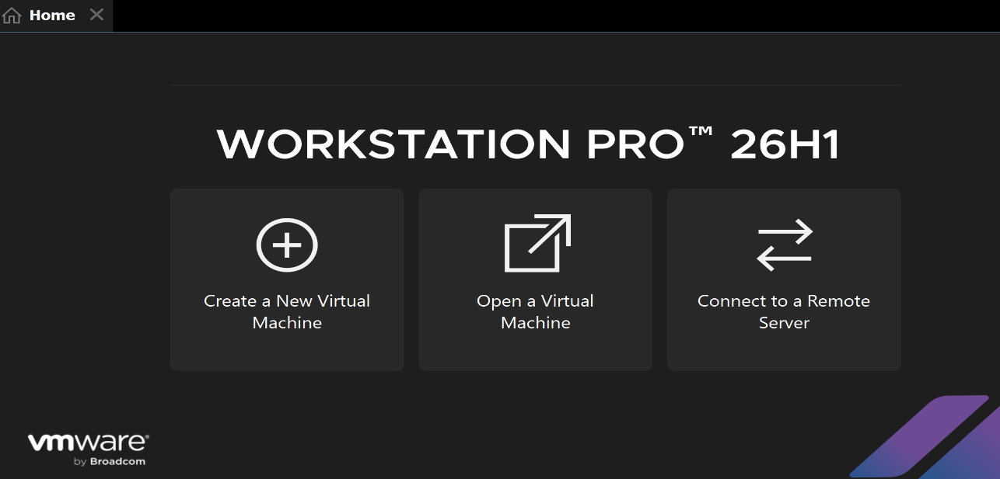 Home
WORKSTATION PRO™ 26H1
Create a New Virtual
Machine
Open a Virtual
Machine
Connect to a Remote
Server
vmware®
by Broadcom